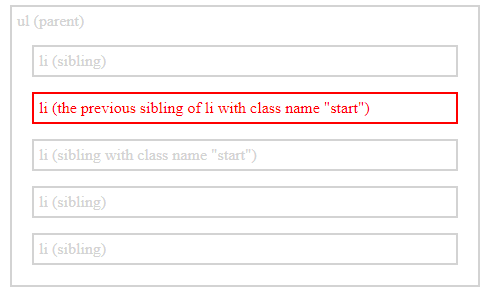 ul (parent)
li (sibling)
li (the previous sibling of li with class name "start")
li (sibling with class name "start")
li (sibling)
li (sibling)